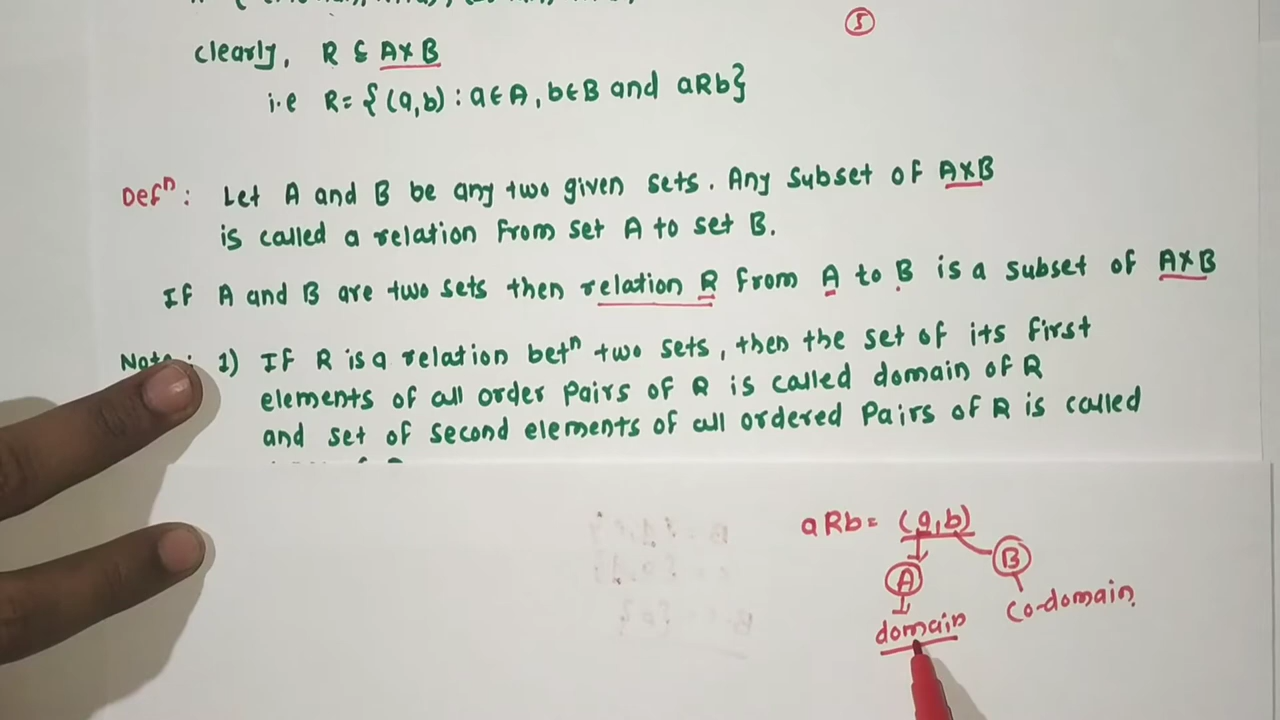 5
clearly, R ⊆ A×B
i.e R = {(a,b) : a∈A, b∈B and aRb}
Defⁿ : Let A and B be any two given sets. Any subset of A×B
is called a relation from set A to set B.
If A and B are two sets then relation R from A to B is a subset of A×B
Note : 1) If R is a relation betⁿ two sets, then the set of its first
elements of all order pairs of R is called domain of R
and set of second elements of all ordered pairs of R is called
aRb = (a,b)
A B
domain co-domain.